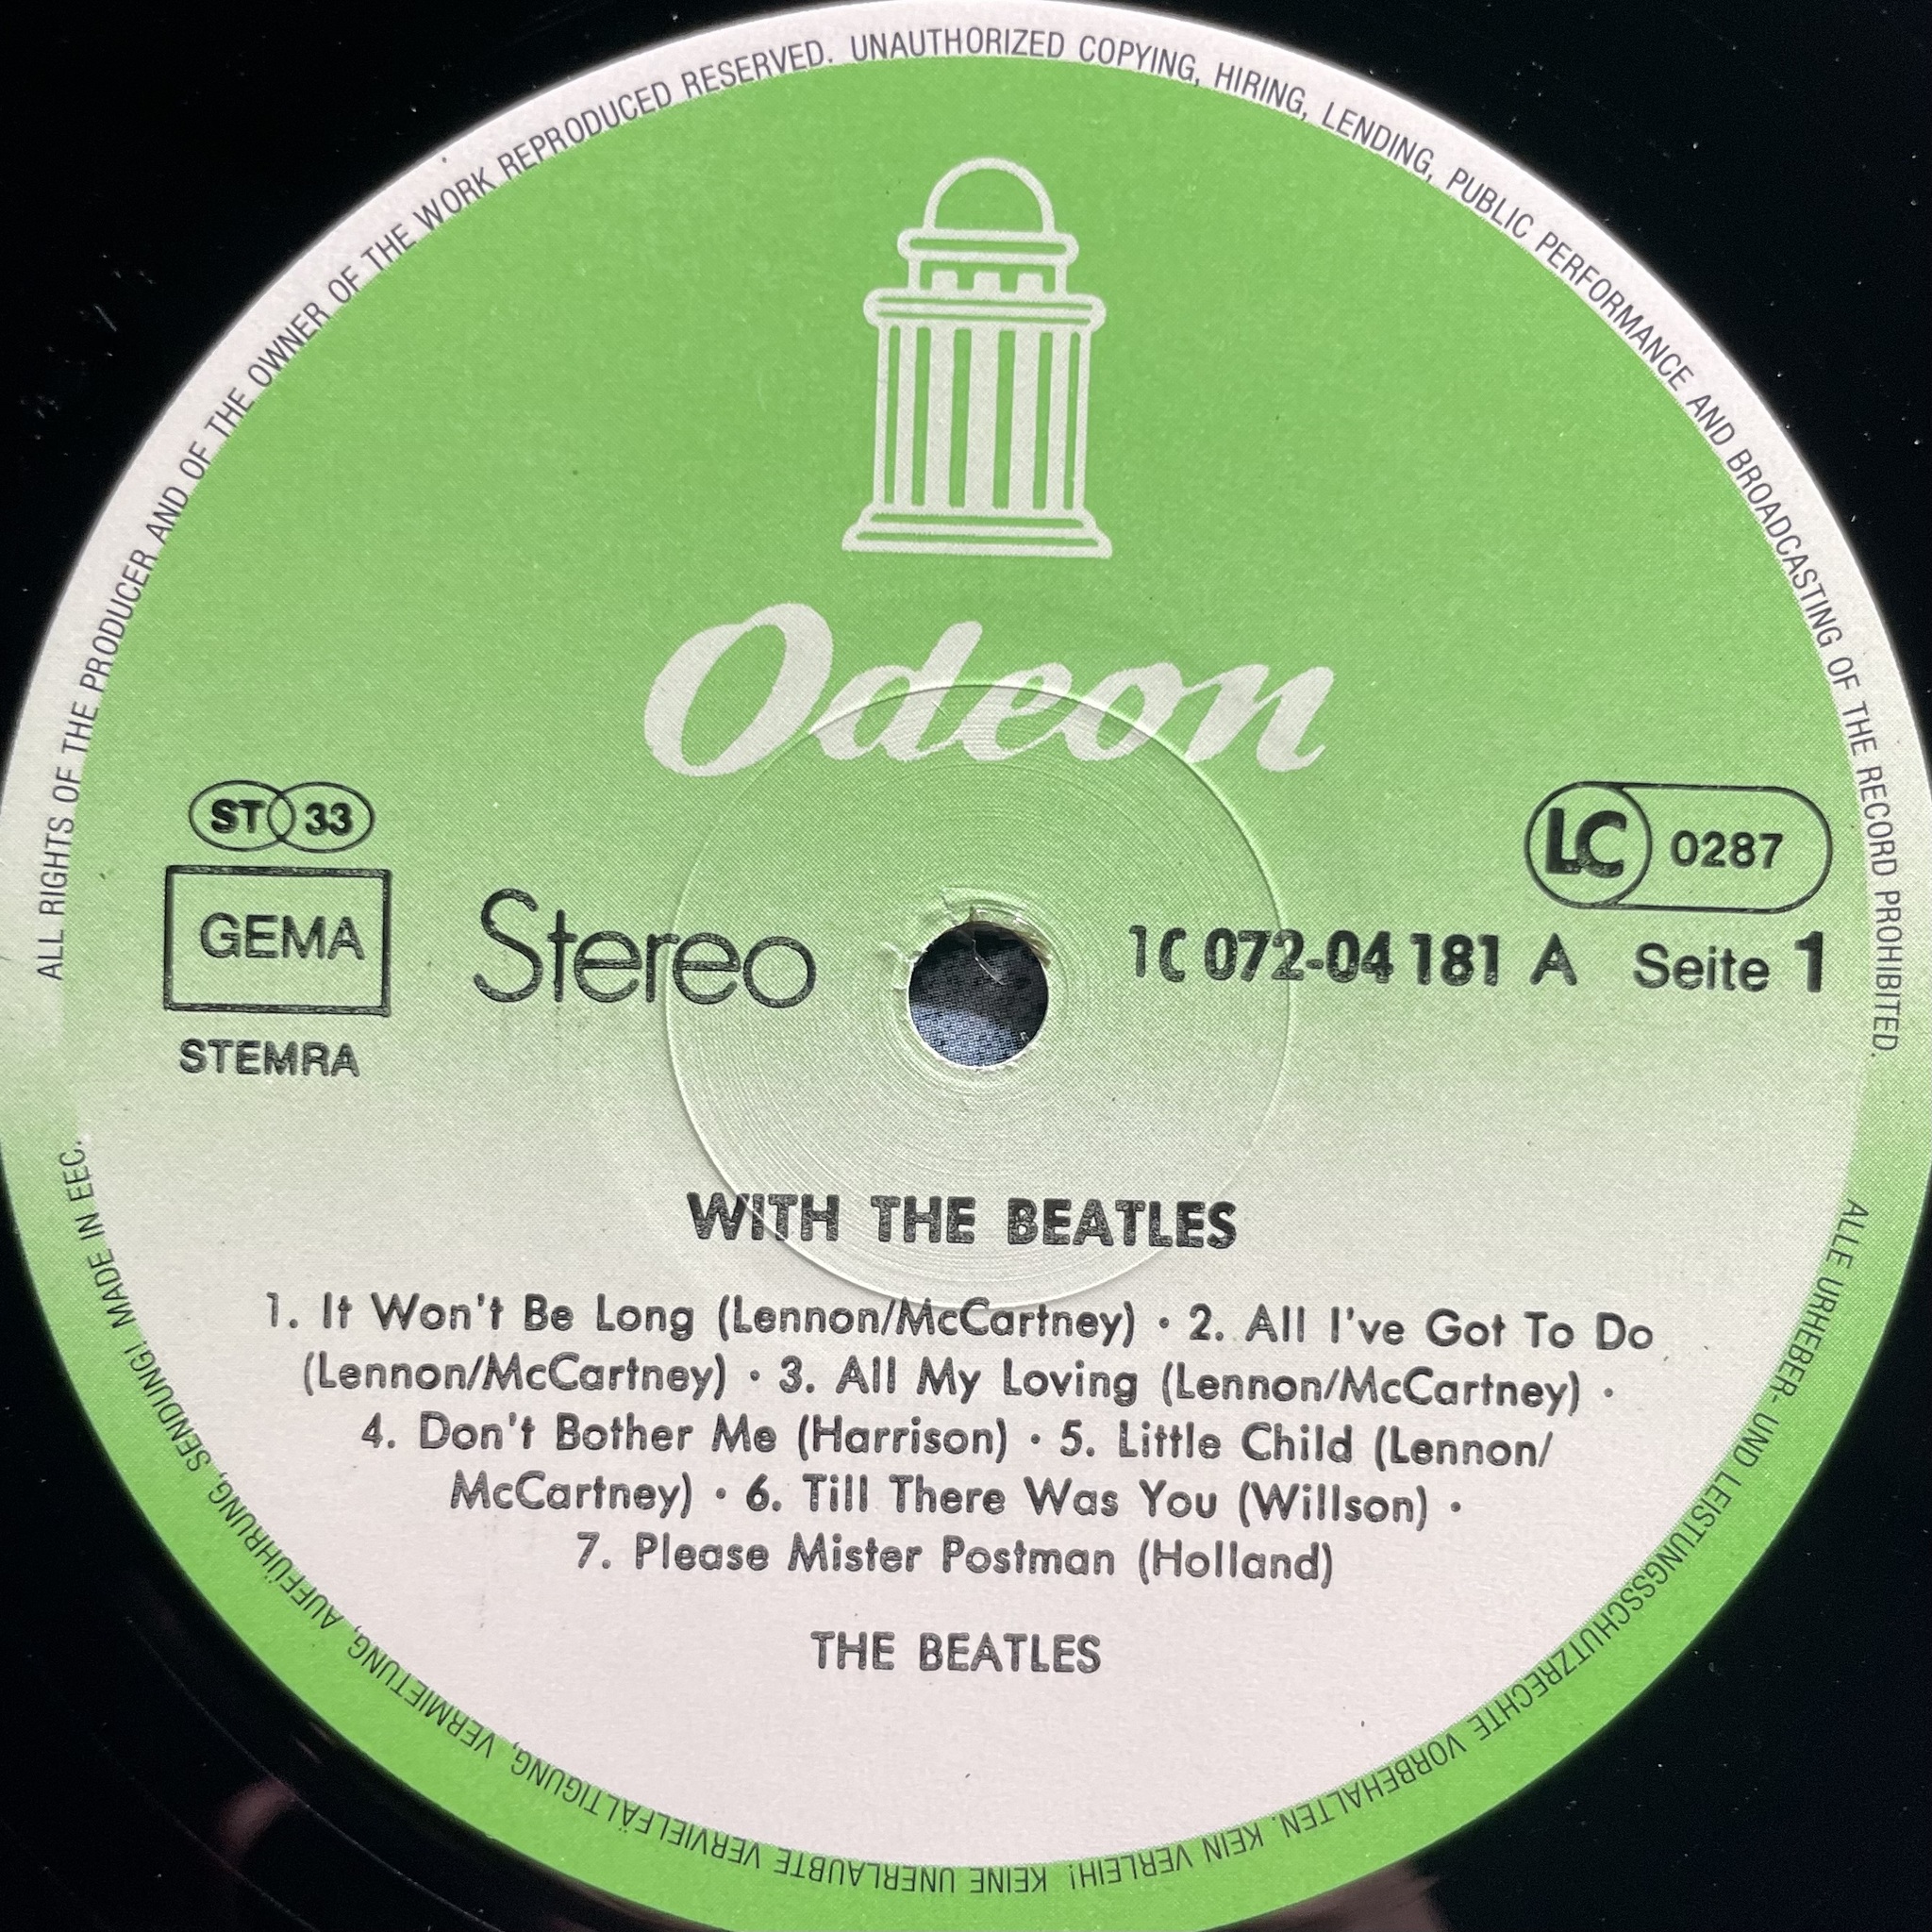 ALL RIGHTS OF THE PRODUCER AND OF THE OWNER OF THE WORK REPRODUCED RESERVED. UNAUTHORIZED COPYING, HIRING, LENDING, PUBLIC PERFORMANCE AND BROADCASTING OF THE RECORD PROHIBITED.
Odeon
ST 33
LC 0287
GEMA
Stereo
1C 072-04 181 A Seite 1
STEMRA
WITH THE BEATLES
1. It Won't Be Long (Lennon/McCartney) · 2. All I've Got To Do
(Lennon/McCartney) · 3. All My Loving (Lennon/McCartney) ·
4. Don't Bother Me (Harrison) · 5. Little Child (Lennon/
McCartney) · 6. Till There Was You (Willson) ·
7. Please Mister Postman (Holland)
THE BEATLES
ALLE URHEBER- UND LEISTUNGSSCHUTZRECHTE VORBEHALTEN. KEIN VERLEIH! KEINE UNERLAUBTE VERVIELFÄLTIGUNG, VERMIETUNG, AUFFÜHRUNG, SENDUNG! MADE IN EEC.